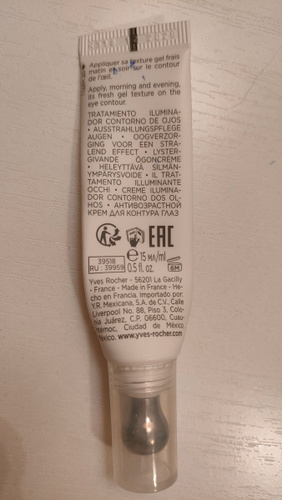 Appliquer sa texture gel frais
matin et soir sur le contour
de l'œil.
Apply, morning and evening,
its fresh gel texture on the
eye contour.
TRATAMIENTO ILUMINA-
DOR CONTORNO DE OJOS
• AUSSTRAHLUNGSPFLEGE
AUGEN • OOGVERZOR-
GING VOOR EEN STRA-
LEND EFFECT • LYSTER-
GIVANDE ÖGONCRÈME
• HELEYTTÄVÄ SILMÄN-
YMPÄRYSVOIDE • IL TRAT-
TAMENTO ILLUMINANTE
OCCHI • CREME ILUMINA-
DOR CONTORNO DOS OL-
HOS • АНТИВОЗРАСТНОЙ
КРЕМ ДЛЯ КОНТУРА ГЛАЗ
EAC
39518
RU : 39959
e 15 мл/ml
0.5 fl. oz.
6M
Yves Rocher - 56201 La Gacilly
- France - Made in France - He-
cho en Francia. Importado por:
Y.R. Mexicana, S.A. de C.V., Calle
Liverpool No. 88, Piso 3, Colo-
nia Juárez, C.P. 06600, Cuau-
htémoc, Ciudad de México
México. www.yves-rocher.com